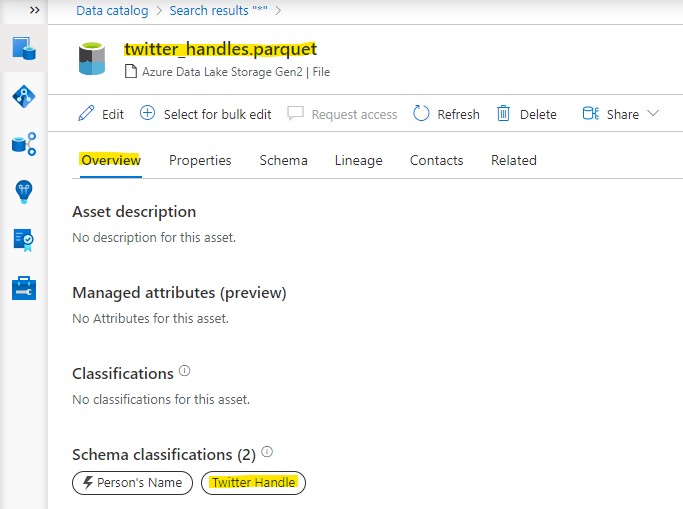 Data catalog > Search results "*" >
twitter_handles.parquet
Azure Data Lake Storage Gen2 | File
Edit Select for bulk edit Request access Refresh Delete Share
Overview Properties Schema Lineage Contacts Related
Asset description
No description for this asset.
Managed attributes (preview)
No Attributes for this asset.
Classifications
No classifications for this asset.
Schema classifications (2)
Person's Name Twitter Handle